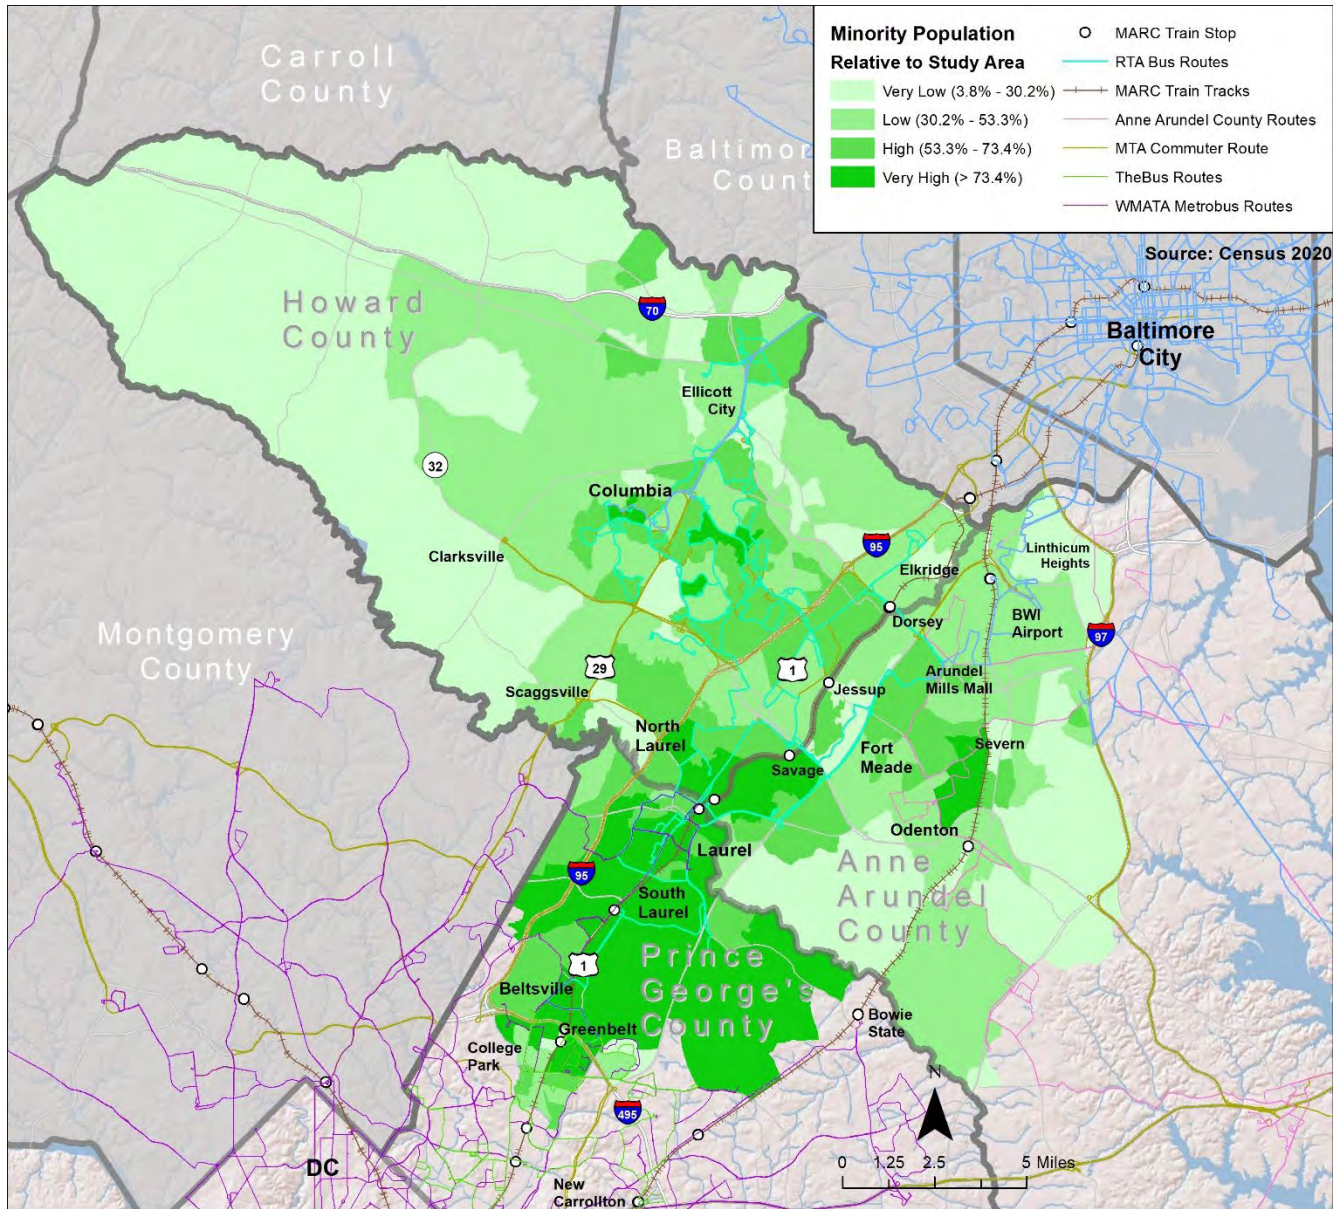 Carroll
County
Baltimor
Count
Minority Population
Relative to Study Area
Very Low (3.8% - 30.2%)
Low (30.2% - 53.3%)
High (53.3% - 73.4%)
Very High (> 73.4%)
MARC Train Stop
RTA Bus Routes
MARC Train Tracks
Anne Arundel County Routes
MTA Commuter Route
TheBus Routes
WMATA Metrobus Routes
Source: Census 2020
Howard
County
70
Baltimore
City
Ellicott
City
32
Columbia
Clarksville
95
Elkridge
Linthicum
Heights
Dorsey
BWI
Airport
97
Montgomery
County
29
1
Scaggsville
Jessup
Arundel
Mills Mall
North
Laurel
Savage
Fort
Meade
Severn
Odenton
Laurel
95
South
Laurel
Anne
Arundel
County
1
Beltsville
Prince
George's
County
Greenbelt
College
Park
Bowie
State
495
DC
New
Carrollton
N
0 1.25 2.5 5 Miles